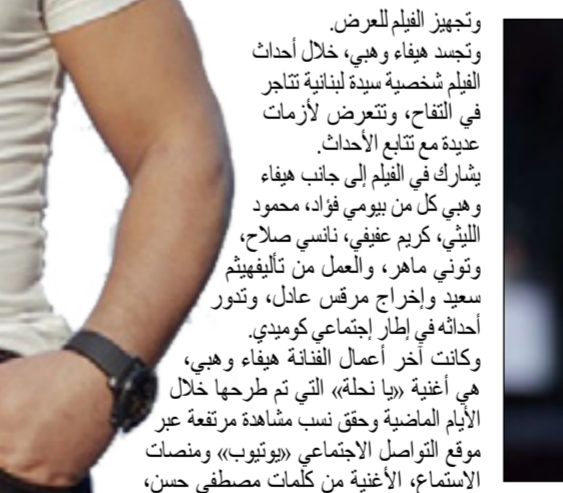 وتجهيز الفيلم للعرض.
وتجسد هيفاء وهبي، خلال أحداث
الفيلم شخصية سيدة لبنانية تتاجر
في التفاح، وتتعرض لأزمات
عديدة مع تتابع الأحداث.
يشارك في الفيلم إلى جانب هيفاء
وهبي كل من بيومي فؤاد، محمود
الليثي، كريم عفيفي، نانسي صلاح،
وتوني ماهر، والعمل من تأليفهيثم
سعيد وإخراج مرقس عادل، وتدور
أحداثه في إطار إجتماعي كوميدي.
وكانت آخر أعمال الفنانة هيفاء وهبي،
هي أغنية «يا نحلة» التي تم طرحها خلال
الأيام الماضية وحقق نسب مشاهدة مرتفعة عبر
موقع التواصل الاجتماعي «يوتيوب» ومنصات
الاستماع، الأغنية من كلمات مصطفى حسن،